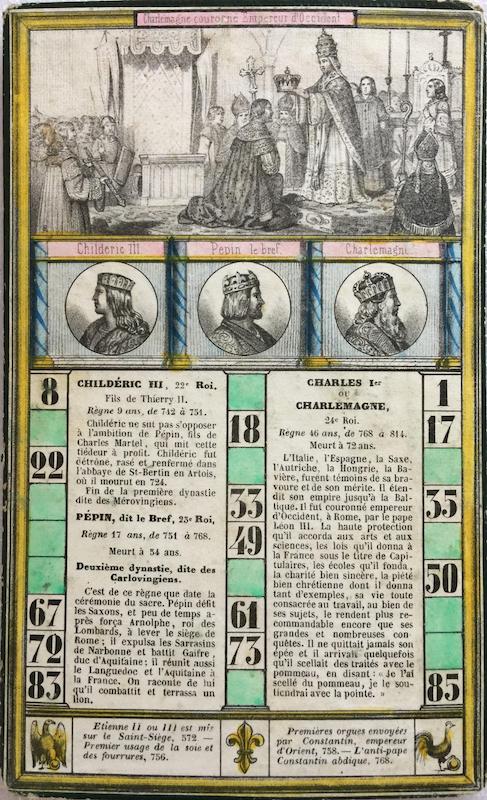 Charlemagne couronné Empereur d'Occident
Childeric III
Pepin le bref.
Charlemagne
8
22
67
72
83
CHILDÉRIC III, 22e Roi.
Fils de Thierry II.
Règne 9 ans, de 742 à 751.
Childéric ne sut pas s'opposer
à l'ambition de Pépin, fils de
Charles Martel, qui mit cette
tiédeur à profit. Childéric fut
détrôné, rasé et renfermé dans
l'abbaye de St-Bertin en Artois,
où il mourut en 724.
Fin de la première dynastie
dite des Mérovingiens.
PÉPIN, dit le Bref, 23e Roi,
Règne 17 ans, de 751 à 768.
Meurt à 54 ans.
Deuxième dynastie, dite des
Carlovingiens.
C'est de ce règne que date la
cérémonie du sacre. Pépin défit
les Saxons, et peu de temps a-
près força Arnolphe, roi des
Lombards, à lever le siège de
Rome; il expulsa les Sarrasins
de Narbonne et battit Gaifre,
duc d'Aquitaine; il réunit aussi
le Languedoc et l'Aquitaine à
la France. On raconte de lui
qu'il combattit et terrassa un
lion.
18
33
49
61
73
CHARLES Ier
ou
CHARLEMAGNE,
24e Roi.
Règne 46 ans, de 768 à 814.
Meurt à 72 ans.
L'Italie, l'Espagne, la Saxe,
l'Autriche, la Hongrie, la Ba-
vière, furent témoins de sa bra-
voure et de son mérite. Il éten-
dit son empire jusqu'à la Bal-
tique. Il fut couronné empereur
d'Occident, à Rome, par le pape
Léon III. La haute protection
qu'il accorda aux arts et aux
sciences, les lois qu'il donna à
la France sous le titre de Capi-
tulaires, les écoles qu'il fonda,
la charité bien sincère, la piété
bien chrétienne dont il donna
tant d'exemples, sa vie toute
consacrée au travail, au bien de
ses sujets, le rendent plus re-
commandable encore que ses
grandes et nombreuses con-
quêtes. Il ne quittait jamais son
épée et il arrivait quelquefois
qu'il scellait des traités avec le
pommeau, en disant: « Je l'ai
scellé du pommeau, je le sou-
tiendrai avec la pointe. »
1
17
35
50
85
Etienne II ou III est mis
sur le Saint-Siège, 572. —
Premier usage de la soie et
des fourrures, 756.
Premières orgues envoyées
par Constantin, empereur
d'Orient, 758. — L'anti-pape
Constantin abdique, 768.